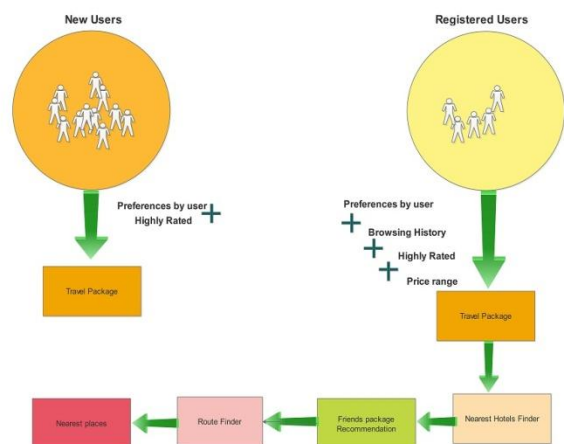 New Users
Registered Users
Preferences by user
Highly Rated
Travel Package
Preferences by user
Browsing History
Highly Rated
Price range
Travel Package
Nearest places
Route Finder
Friends package
Recommendation
Nearest Hotels Finder